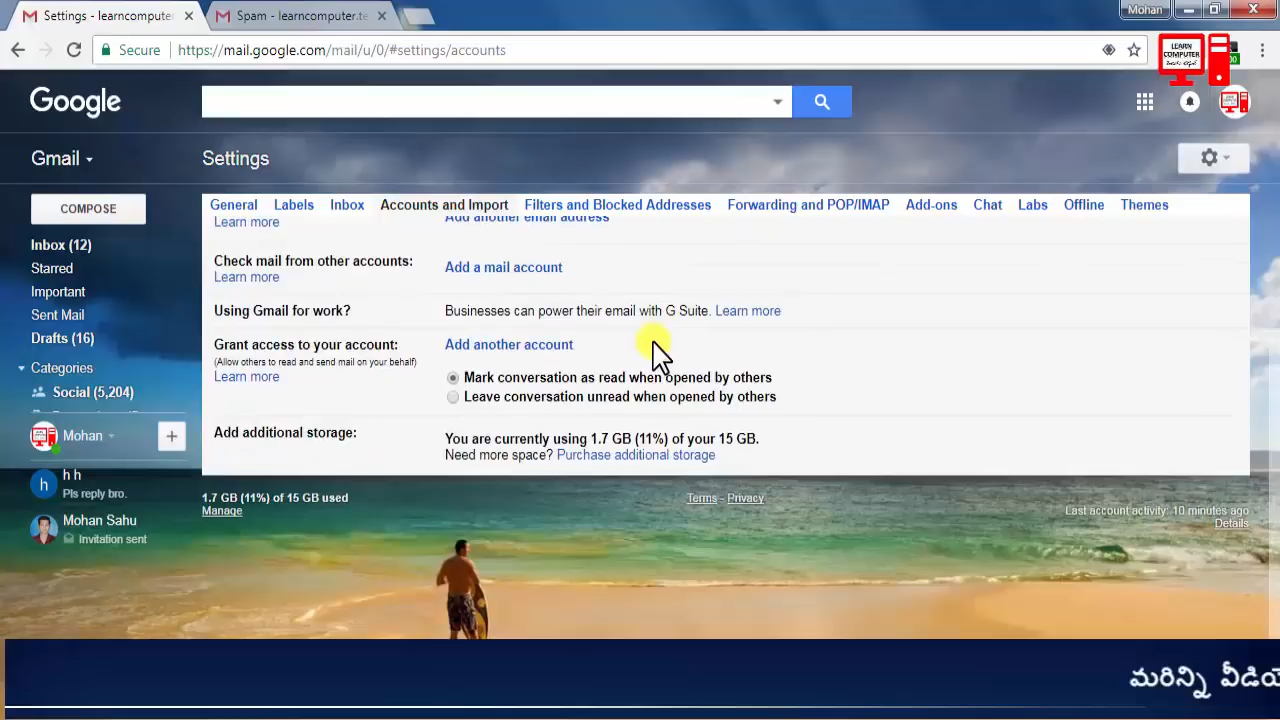 Settings - learncomputer
Spam - learncomputer.te
Mohan
Secure
https://mail.google.com/mail/u/0/#settings/accounts
LEARN
COMPUTER
Google
Gmail
Settings
COMPOSE
General
Labels
Inbox
Accounts and Import
Filters and Blocked Addresses
Forwarding and POP/IMAP
Add-ons
Chat
Labs
Offline
Themes
Learn more
Add another email address
Inbox (12)
Starred
Important
Sent Mail
Drafts (16)
Categories
Social (5,204)
Mohan
h h
Pls reply bro.
Mohan Sahu
Invitation sent
Check mail from other accounts:
Learn more
Add a mail account
Using Gmail for work?
Businesses can power their email with G Suite. Learn more
Grant access to your account:
(Allow others to read and send mail on your behalf)
Learn more
Add another account
Mark conversation as read when opened by others
Leave conversation unread when opened by others
Add additional storage:
You are currently using 1.7 GB (11%) of your 15 GB.
Need more space? Purchase additional storage
1.7 GB (11%) of 15 GB used
Manage
Terms - Privacy
Last account activity: 10 minutes ago
Details
మరిన్ని